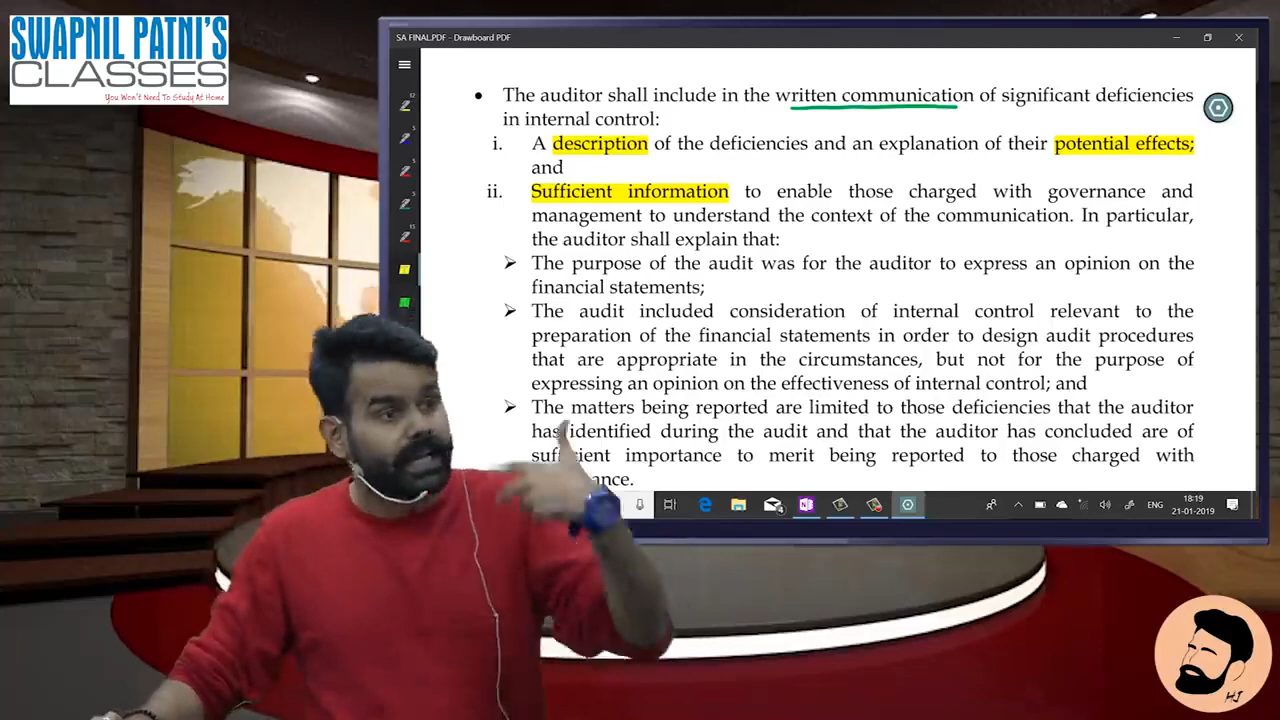 SWAPNIL PATNI'S
CLASSES
You Won't Need To Study At Home
SA FINAL.PDF - Drawboard PDF
• The auditor shall include in the written communication of significant deficiencies
in internal control:
i. A description of the deficiencies and an explanation of their potential effects;
and
ii. Sufficient information to enable those charged with governance and
management to understand the context of the communication. In particular,
the auditor shall explain that:
➢ The purpose of the audit was for the auditor to express an opinion on the
financial statements;
➢ The audit included consideration of internal control relevant to the
preparation of the financial statements in order to design audit procedures
that are appropriate in the circumstances, but not for the purpose of
expressing an opinion on the effectiveness of internal control; and
➢ The matters being reported are limited to those deficiencies that the auditor
has identified during the audit and that the auditor has concluded are of
sufficient importance to merit being reported to those charged with
ENG
18:19
21-01-2019
HJ